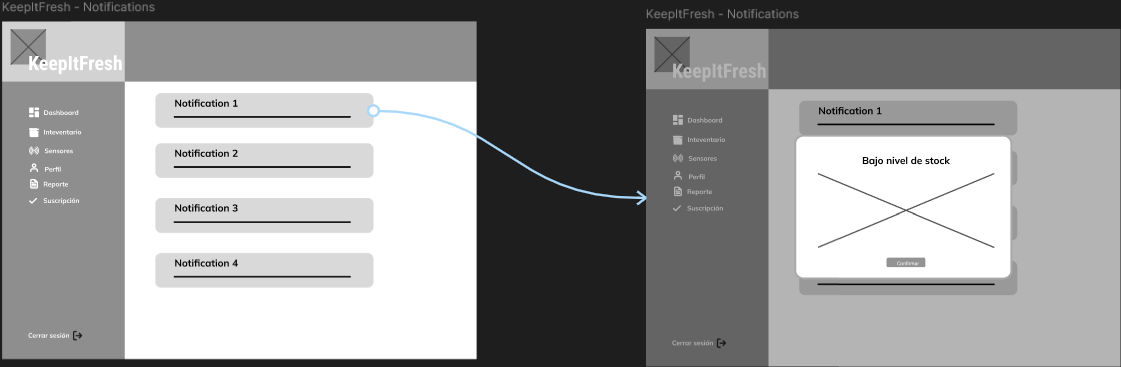 KeepItFresh - Notifications
KeepItFresh
Dashboard
Inteventario
Sensores
Perfil
Reporte
Suscripción
Cerrar sesión
Notification 1
Notification 2
Notification 3
Notification 4
KeepItFresh - Notifications
KeepItFresh
Dashboard
Inteventario
Sensores
Perfil
Reporte
Suscripción
Cerrar sesión
Notification 1
Bajo nivel de stock
Confirmar